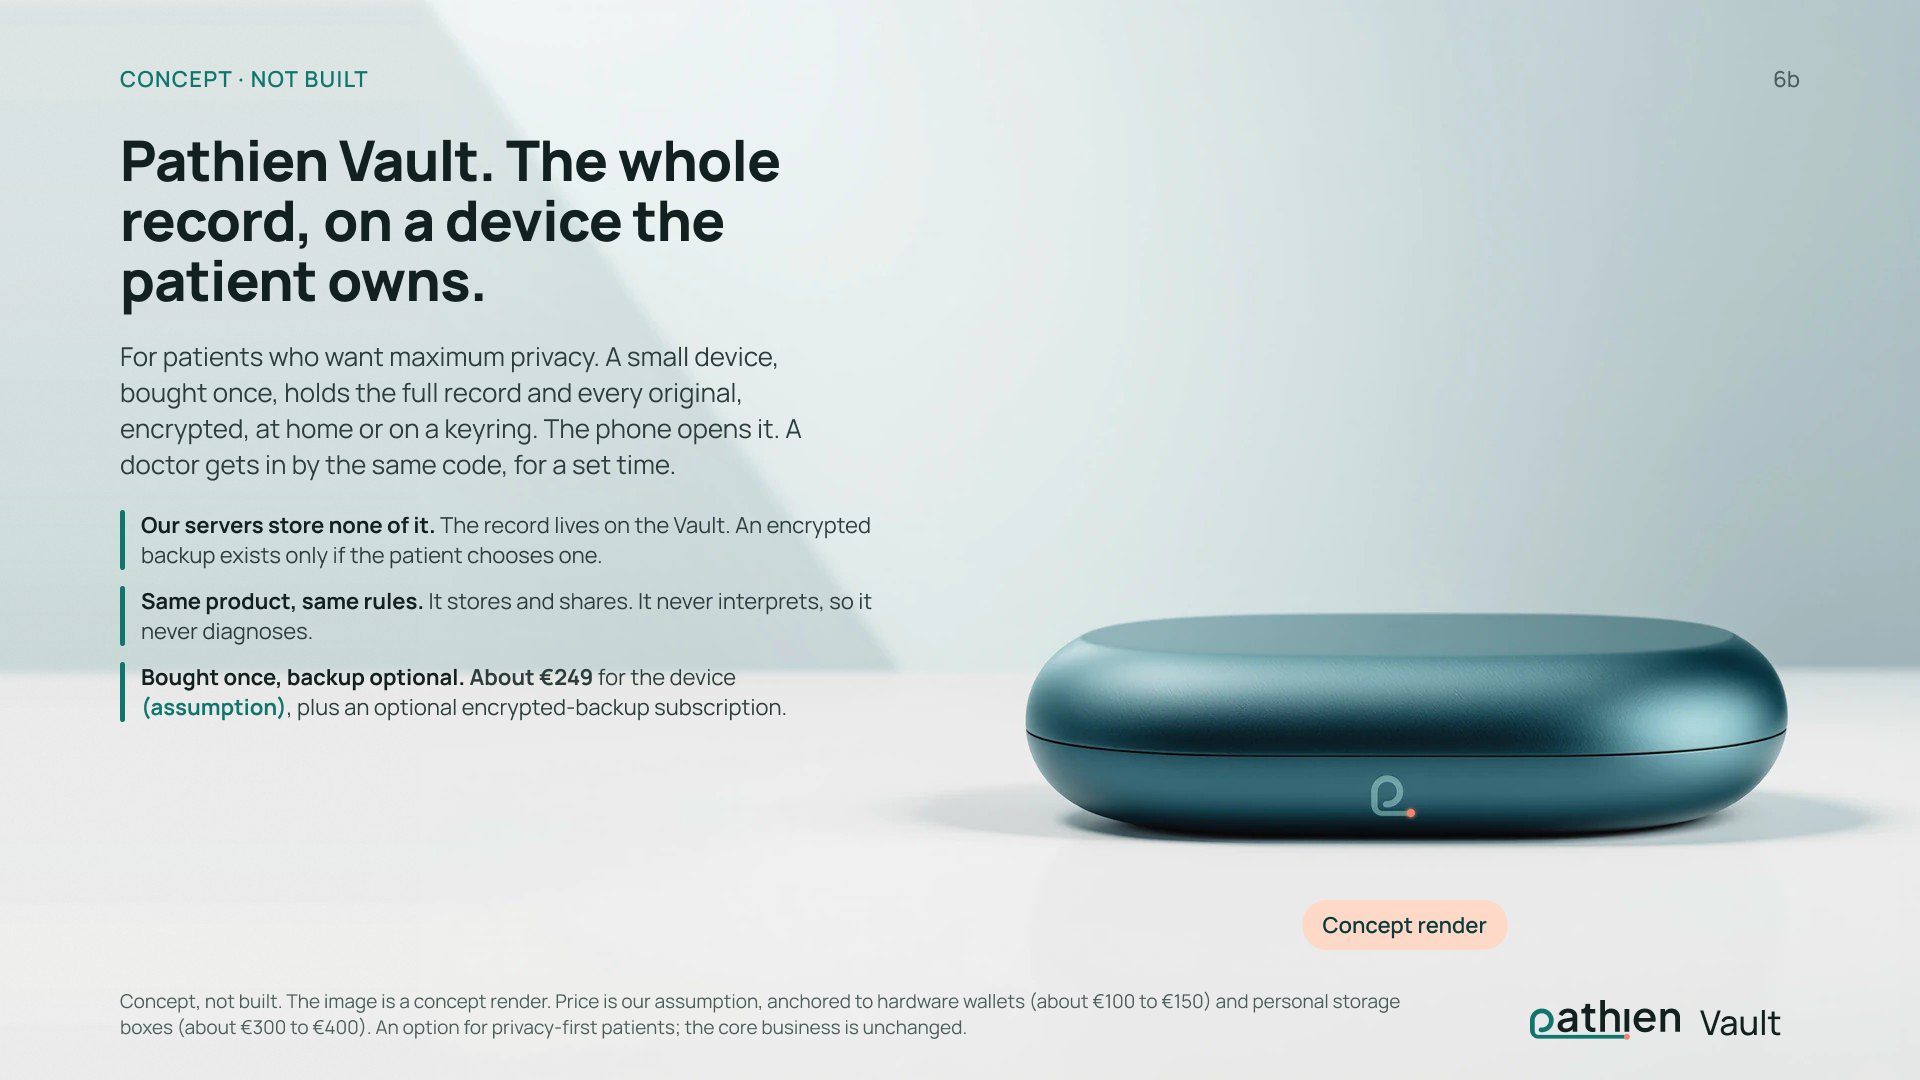 CONCEPT · NOT BUILT
6b
Pathien Vault. The whole
record, on a device the
patient owns.
For patients who want maximum privacy. A small device,
bought once, holds the full record and every original,
encrypted, at home or on a keyring. The phone opens it. A
doctor gets in by the same code, for a set time.
Our servers store none of it. The record lives on the Vault. An encrypted
backup exists only if the patient chooses one.
Same product, same rules. It stores and shares. It never interprets, so it
never diagnoses.
Bought once, backup optional. About €249 for the device
(assumption), plus an optional encrypted-backup subscription.
Concept render
Concept, not built. The image is a concept render. Price is our assumption, anchored to hardware wallets (about €100 to €150) and personal storage
boxes (about €300 to €400). An option for privacy-first patients; the core business is unchanged.
pathien Vault